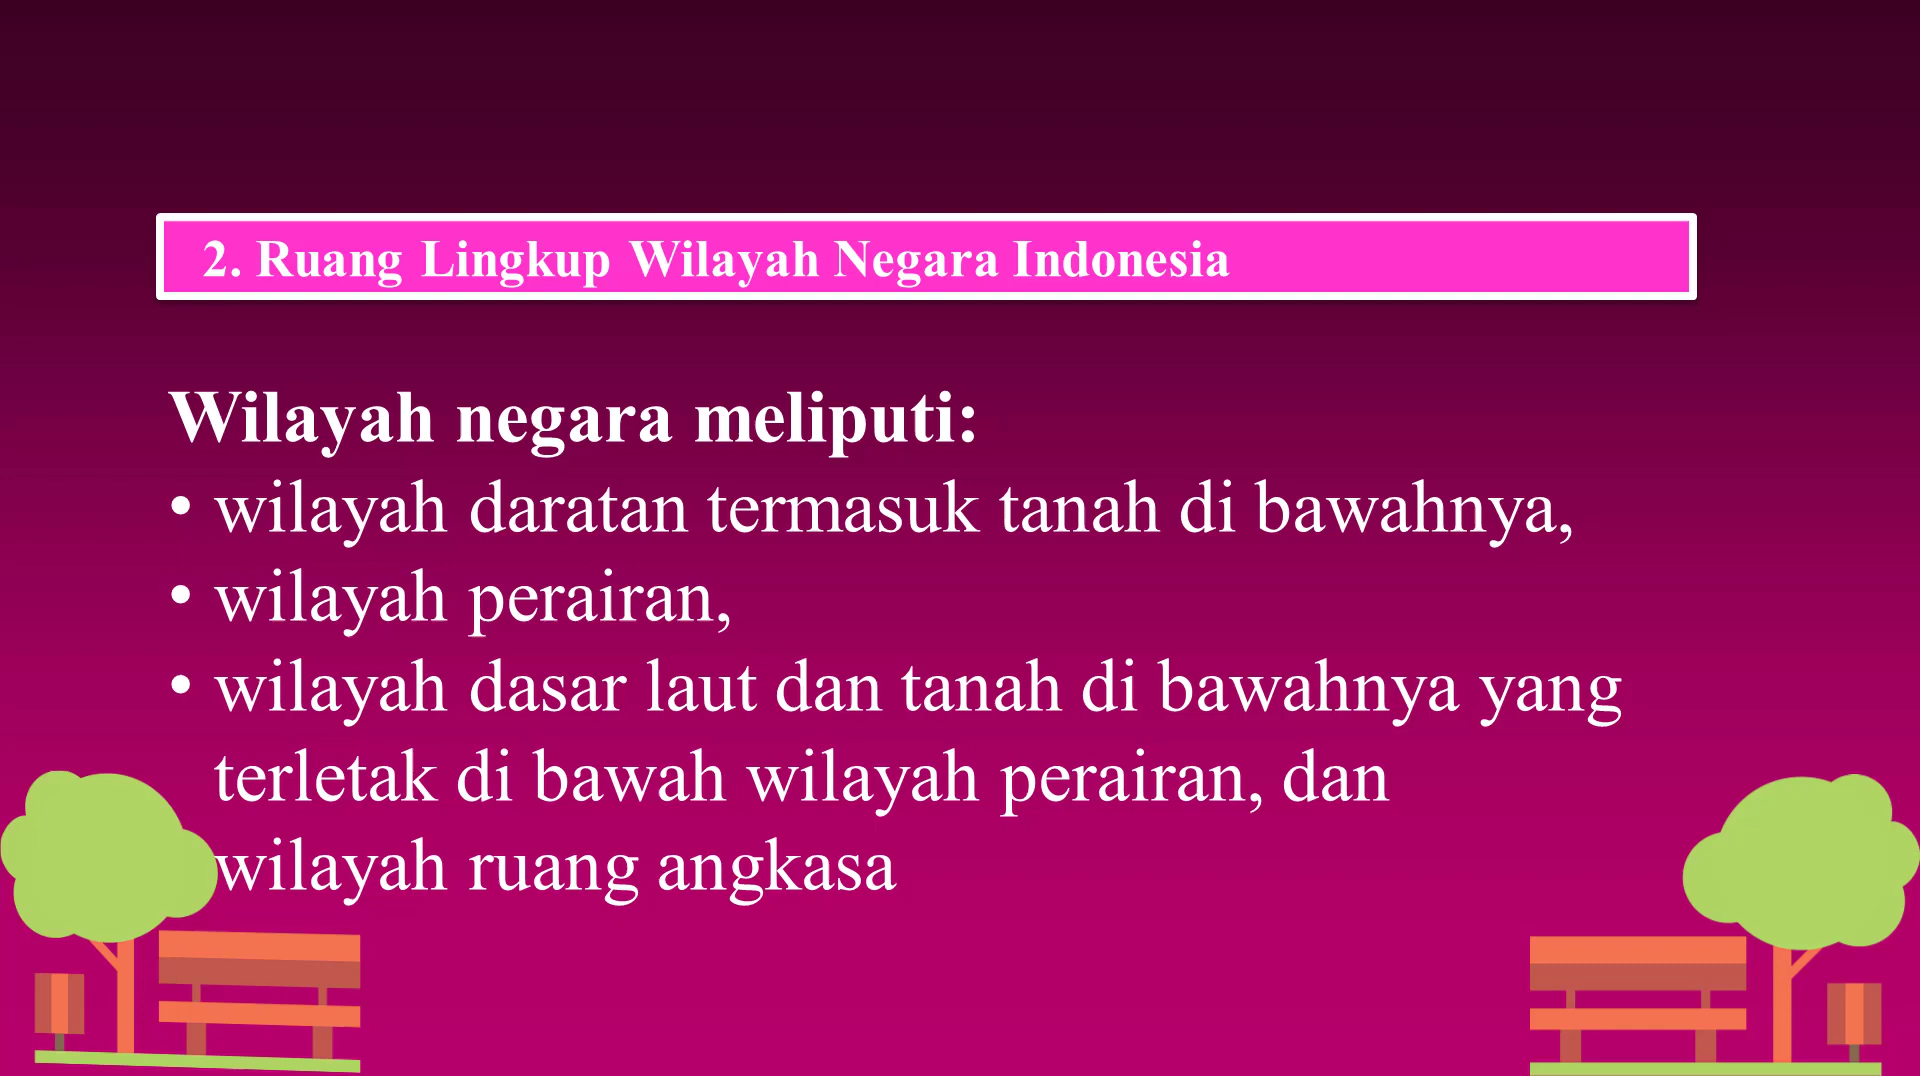 2. Ruang Lingkup Wilayah Negara Indonesia
Wilayah negara meliputi:
• wilayah daratan termasuk tanah di bawahnya,
• wilayah perairan,
• wilayah dasar laut dan tanah di bawahnya yang
terletak di bawah wilayah perairan, dan
wilayah ruang angkasa